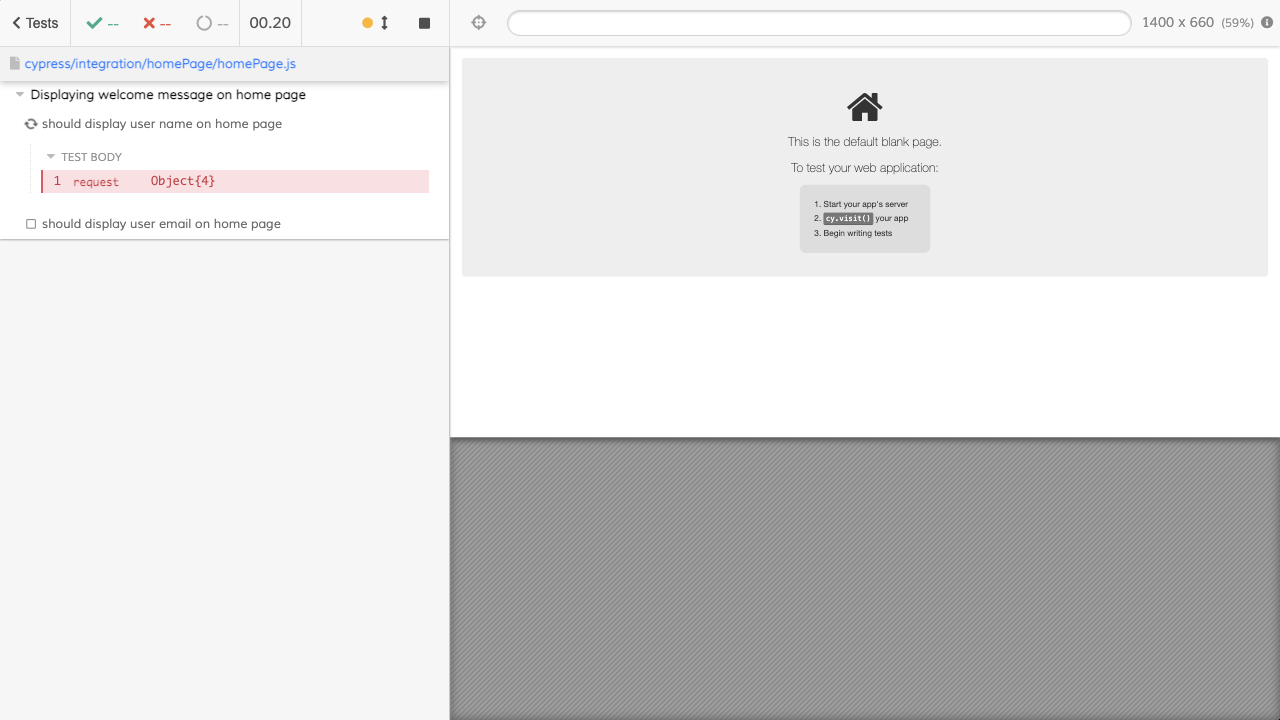 Tests -- -- -- 00.20 1400 x 660 (59%)
cypress/integration/homePage/homePage.js
Displaying welcome message on home page
should display user name on home page
TEST BODY
1 request Object{4}
should display user email on home page
This is the default blank page.
To test your web application:
1. Start your app's server
2. cy.visit() your app
3. Begin writing tests